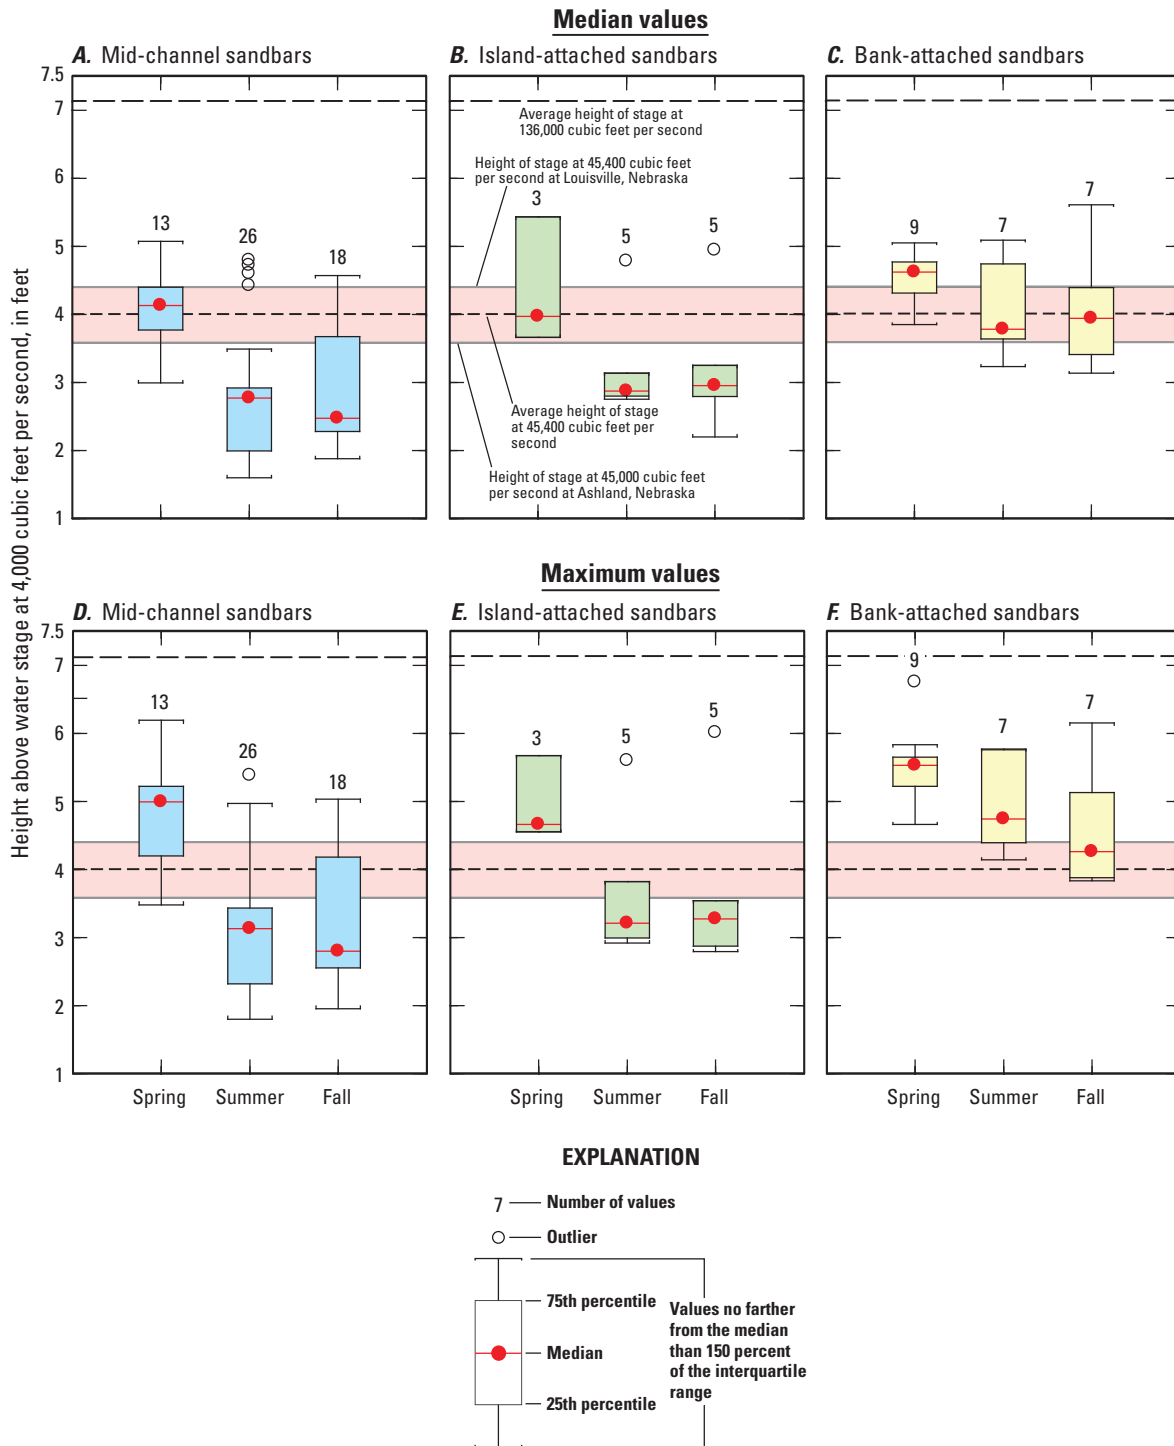 Median values
A. Mid-channel sandbars
B. Island-attached sandbars
C. Bank-attached sandbars
Height above water stage at 4,000 cubic feet per second, in feet
7.5
7
6
5
4
3
2
1
13
26
18
Average height of stage at
136,000 cubic feet per second
Height of stage at 45,400 cubic feet
per second at Louisville, Nebraska
3
5
5
Average height of stage
at 45,400 cubic feet per
second
Height of stage at 45,000 cubic feet
per second at Ashland, Nebraska
9
7
7
Maximum values
D. Mid-channel sandbars
E. Island-attached sandbars
F. Bank-attached sandbars
7.5
7
6
5
4
3
2
1
13
26
18
3
5
5
9
7
7
Spring Summer Fall
Spring Summer Fall
Spring Summer Fall
EXPLANATION
7
Number of values
Outlier
75th percentile
Median
25th percentile
Values no farther
from the median
than 150 percent
of the interquartile
range